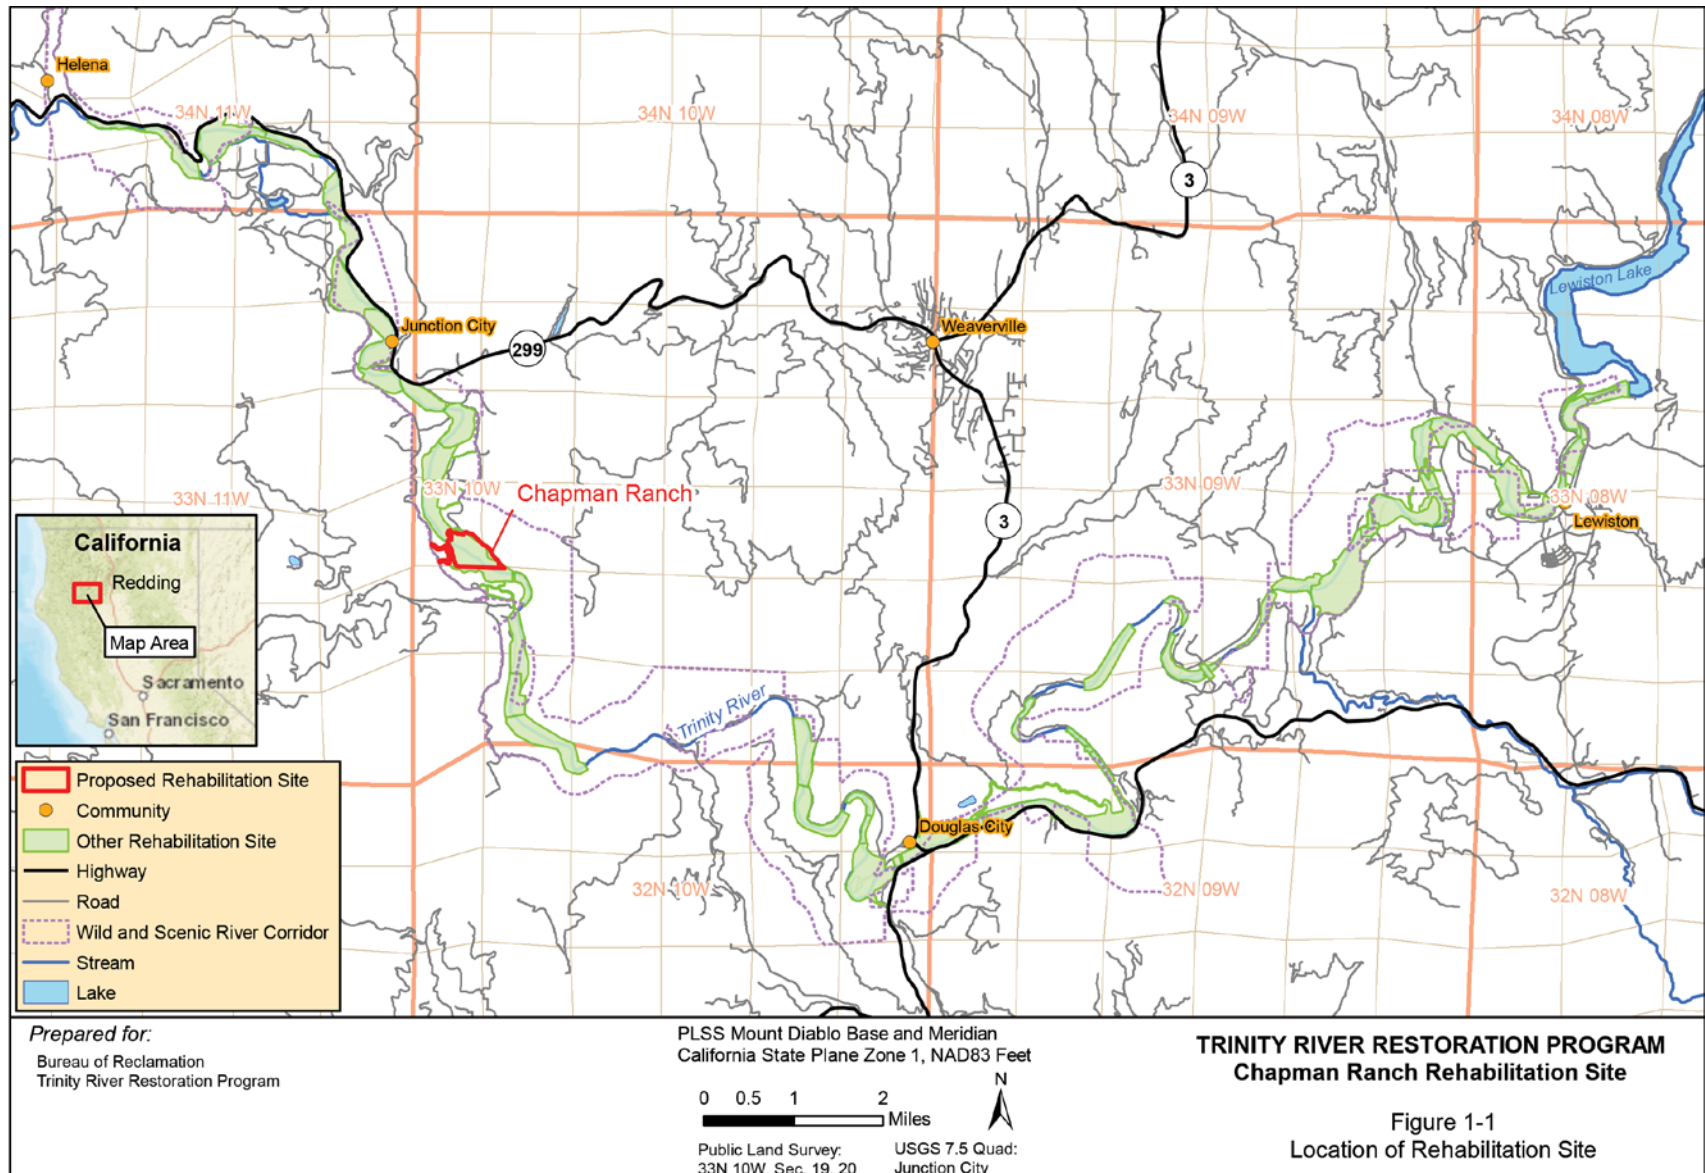 Helena
34N 11W
34N 10W
34N 09W
34N 08W
3
Lewiston Lake
Junction City
299
Weaverville
33N 11W
33N 10W
Chapman Ranch
33N 09W
33N 08W
Lewiston
3
California
Redding
Map Area
Sacramento
San Francisco
Trinity River
Douglas City
32N 10W
32N 09W
32N 08W
Proposed Rehabilitation Site
Community
Other Rehabilitation Site
Highway
Road
Wild and Scenic River Corridor
Stream
Lake
Prepared for:
Bureau of Reclamation
Trinity River Restoration Program
PLSS Mount Diablo Base and Meridian
California State Plane Zone 1, NAD83 Feet
N
0 0.5 1 2
Miles
Public Land Survey:
33N 10W, Sec. 19, 20
USGS 7.5 Quad:
Junction City
TRINITY RIVER RESTORATION PROGRAM
Chapman Ranch Rehabilitation Site
Figure 1-1
Location of Rehabilitation Site